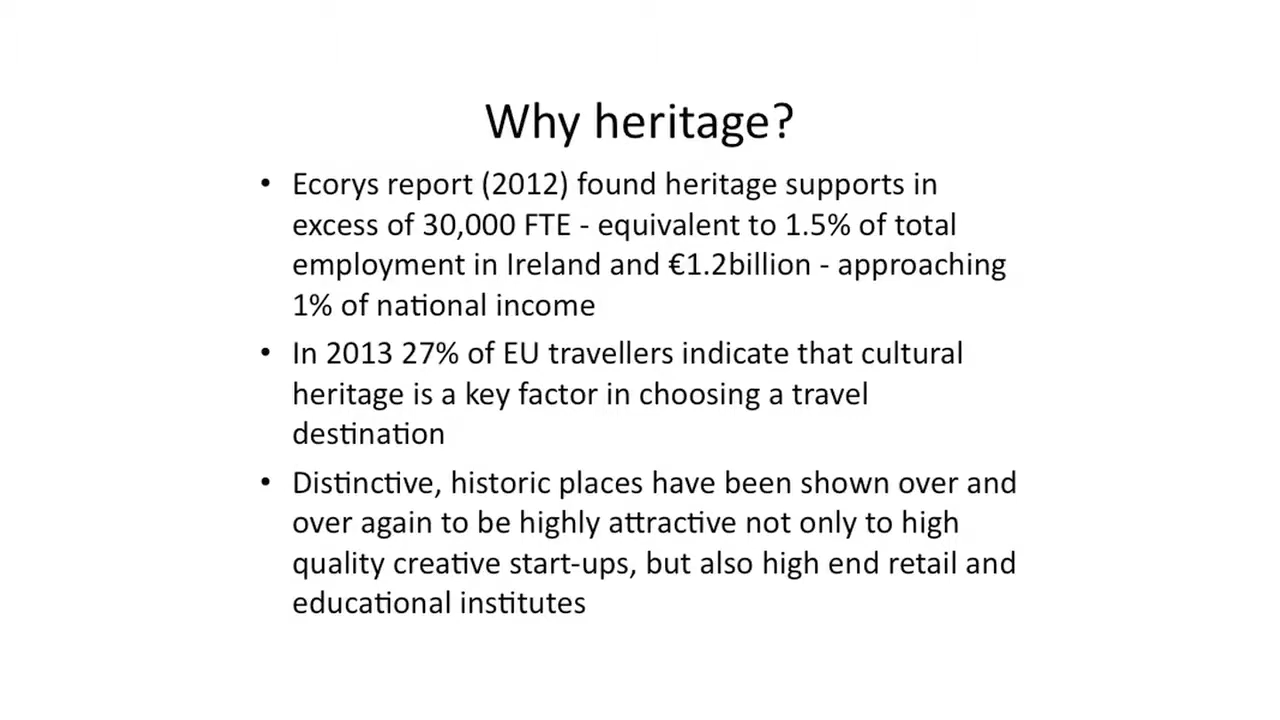 Why heritage?
• Ecorys report (2012) found heritage supports in
excess of 30,000 FTE - equivalent to 1.5% of total
employment in Ireland and €1.2billion - approaching
1% of national income
• In 2013 27% of EU travellers indicate that cultural
heritage is a key factor in choosing a travel
destination
• Distinctive, historic places have been shown over and
over again to be highly attractive not only to high
quality creative start-ups, but also high end retail and
educational institutes